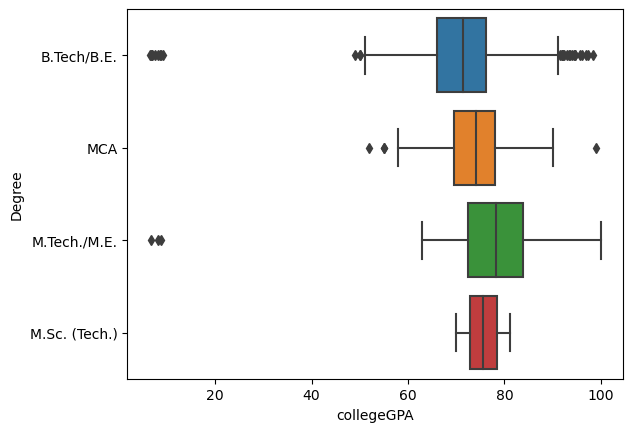 B.Tech/B.E.
MCA
M.Tech./M.E.
M.Sc. (Tech.)
Degree
20 40 60 80 100
collegeGPA